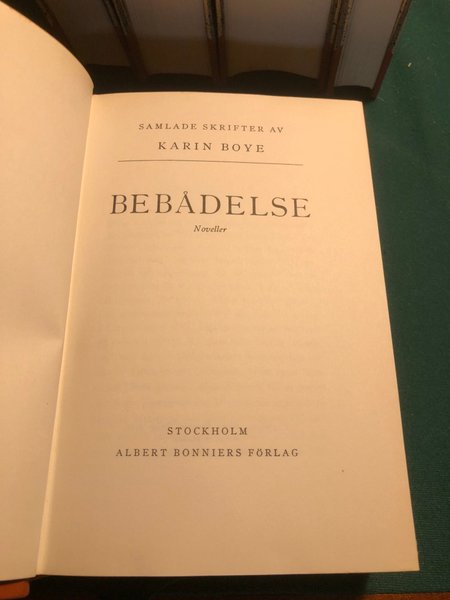 SAMLADE SKRIFTER AV
KARIN BOYE
BEBÅDELSE
Noveller
STOCKHOLM
ALBERT BONNIERS FÖRLAG